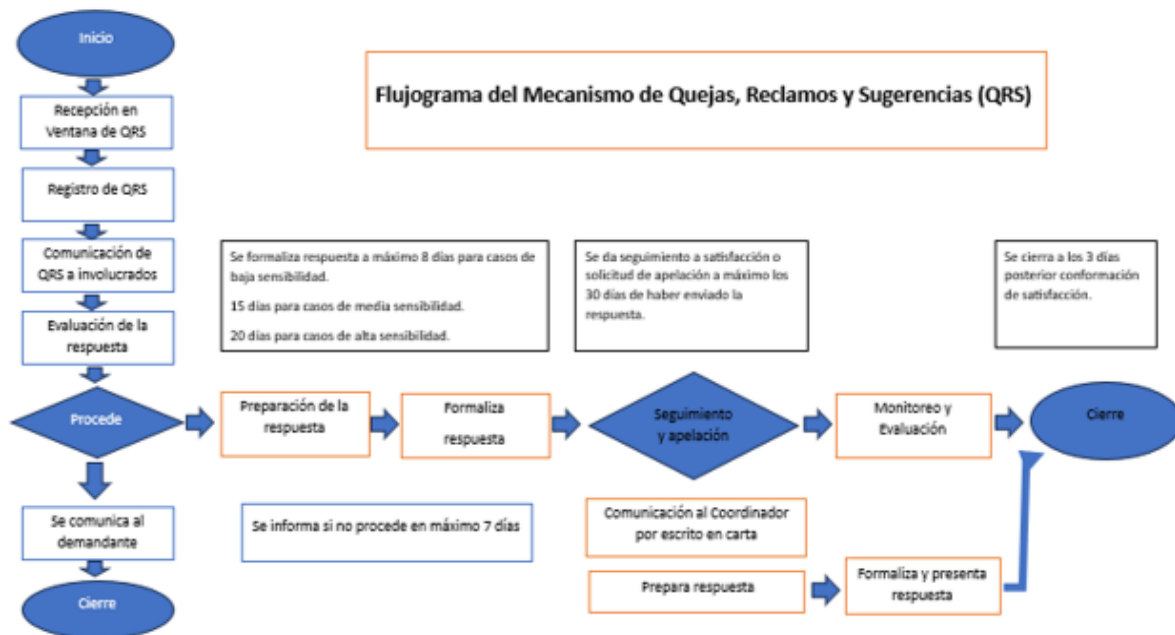 Inicio
Flujograma del Mecanismo de Quejas, Reclamos y Sugerencias (QRS)
Recepción en
Ventana de QRS
Registro de QRS
Comunicación de
QRS a involucrados
Evaluación de la
respuesta
Se formaliza respuesta a máximo 8 días para casos de
baja sensibilidad.
15 días para casos de media sensibilidad.
20 días para casos de alta sensibilidad.
Se da seguimiento a satisfacción o
solicitud de apelación a máximo los
30 días de haber enviado la
respuesta.
Se cierra a los 3 días
posterior conformación
de satisfacción.
Procede
Preparación de la
respuesta
Formaliza
respuesta
Seguimiento
y apelación
Monitoreo y
Evaluación
Cierre
Se comunica al
demandante
Se informa si no procede en máximo 7 días
Comunicación al Coordinador
por escrito en carta
Prepara respuesta
Formaliza y presenta
respuesta
Cierre